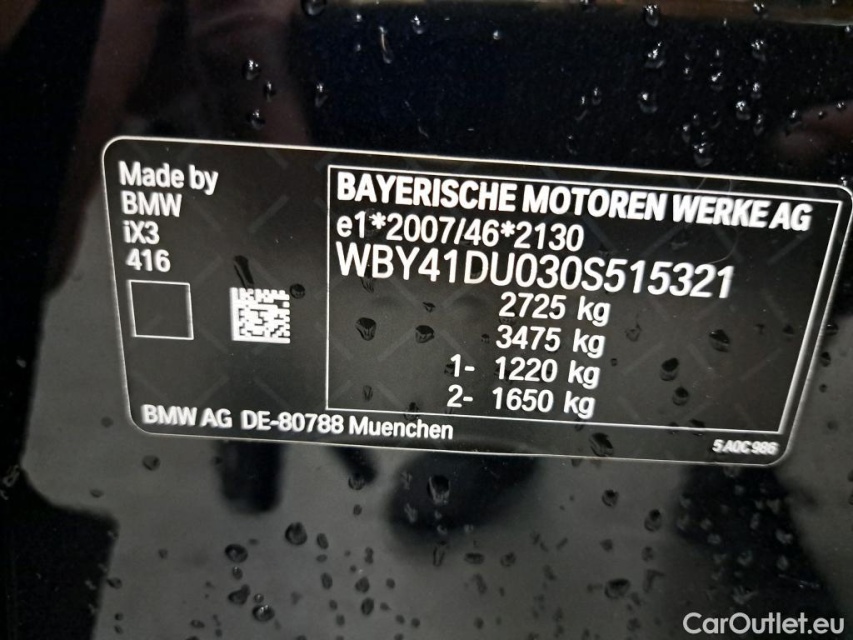 Made by
BMW
iX3
416
BAYERISCHE MOTOREN WERKE AG
e1*2007/46*2130
WBY41DU030S515321
2725 kg
3475 kg
1- 1220 kg
2- 1650 kg
BMW AG DE-80788 Muenchen
5A0C986
CarOutlet.eu